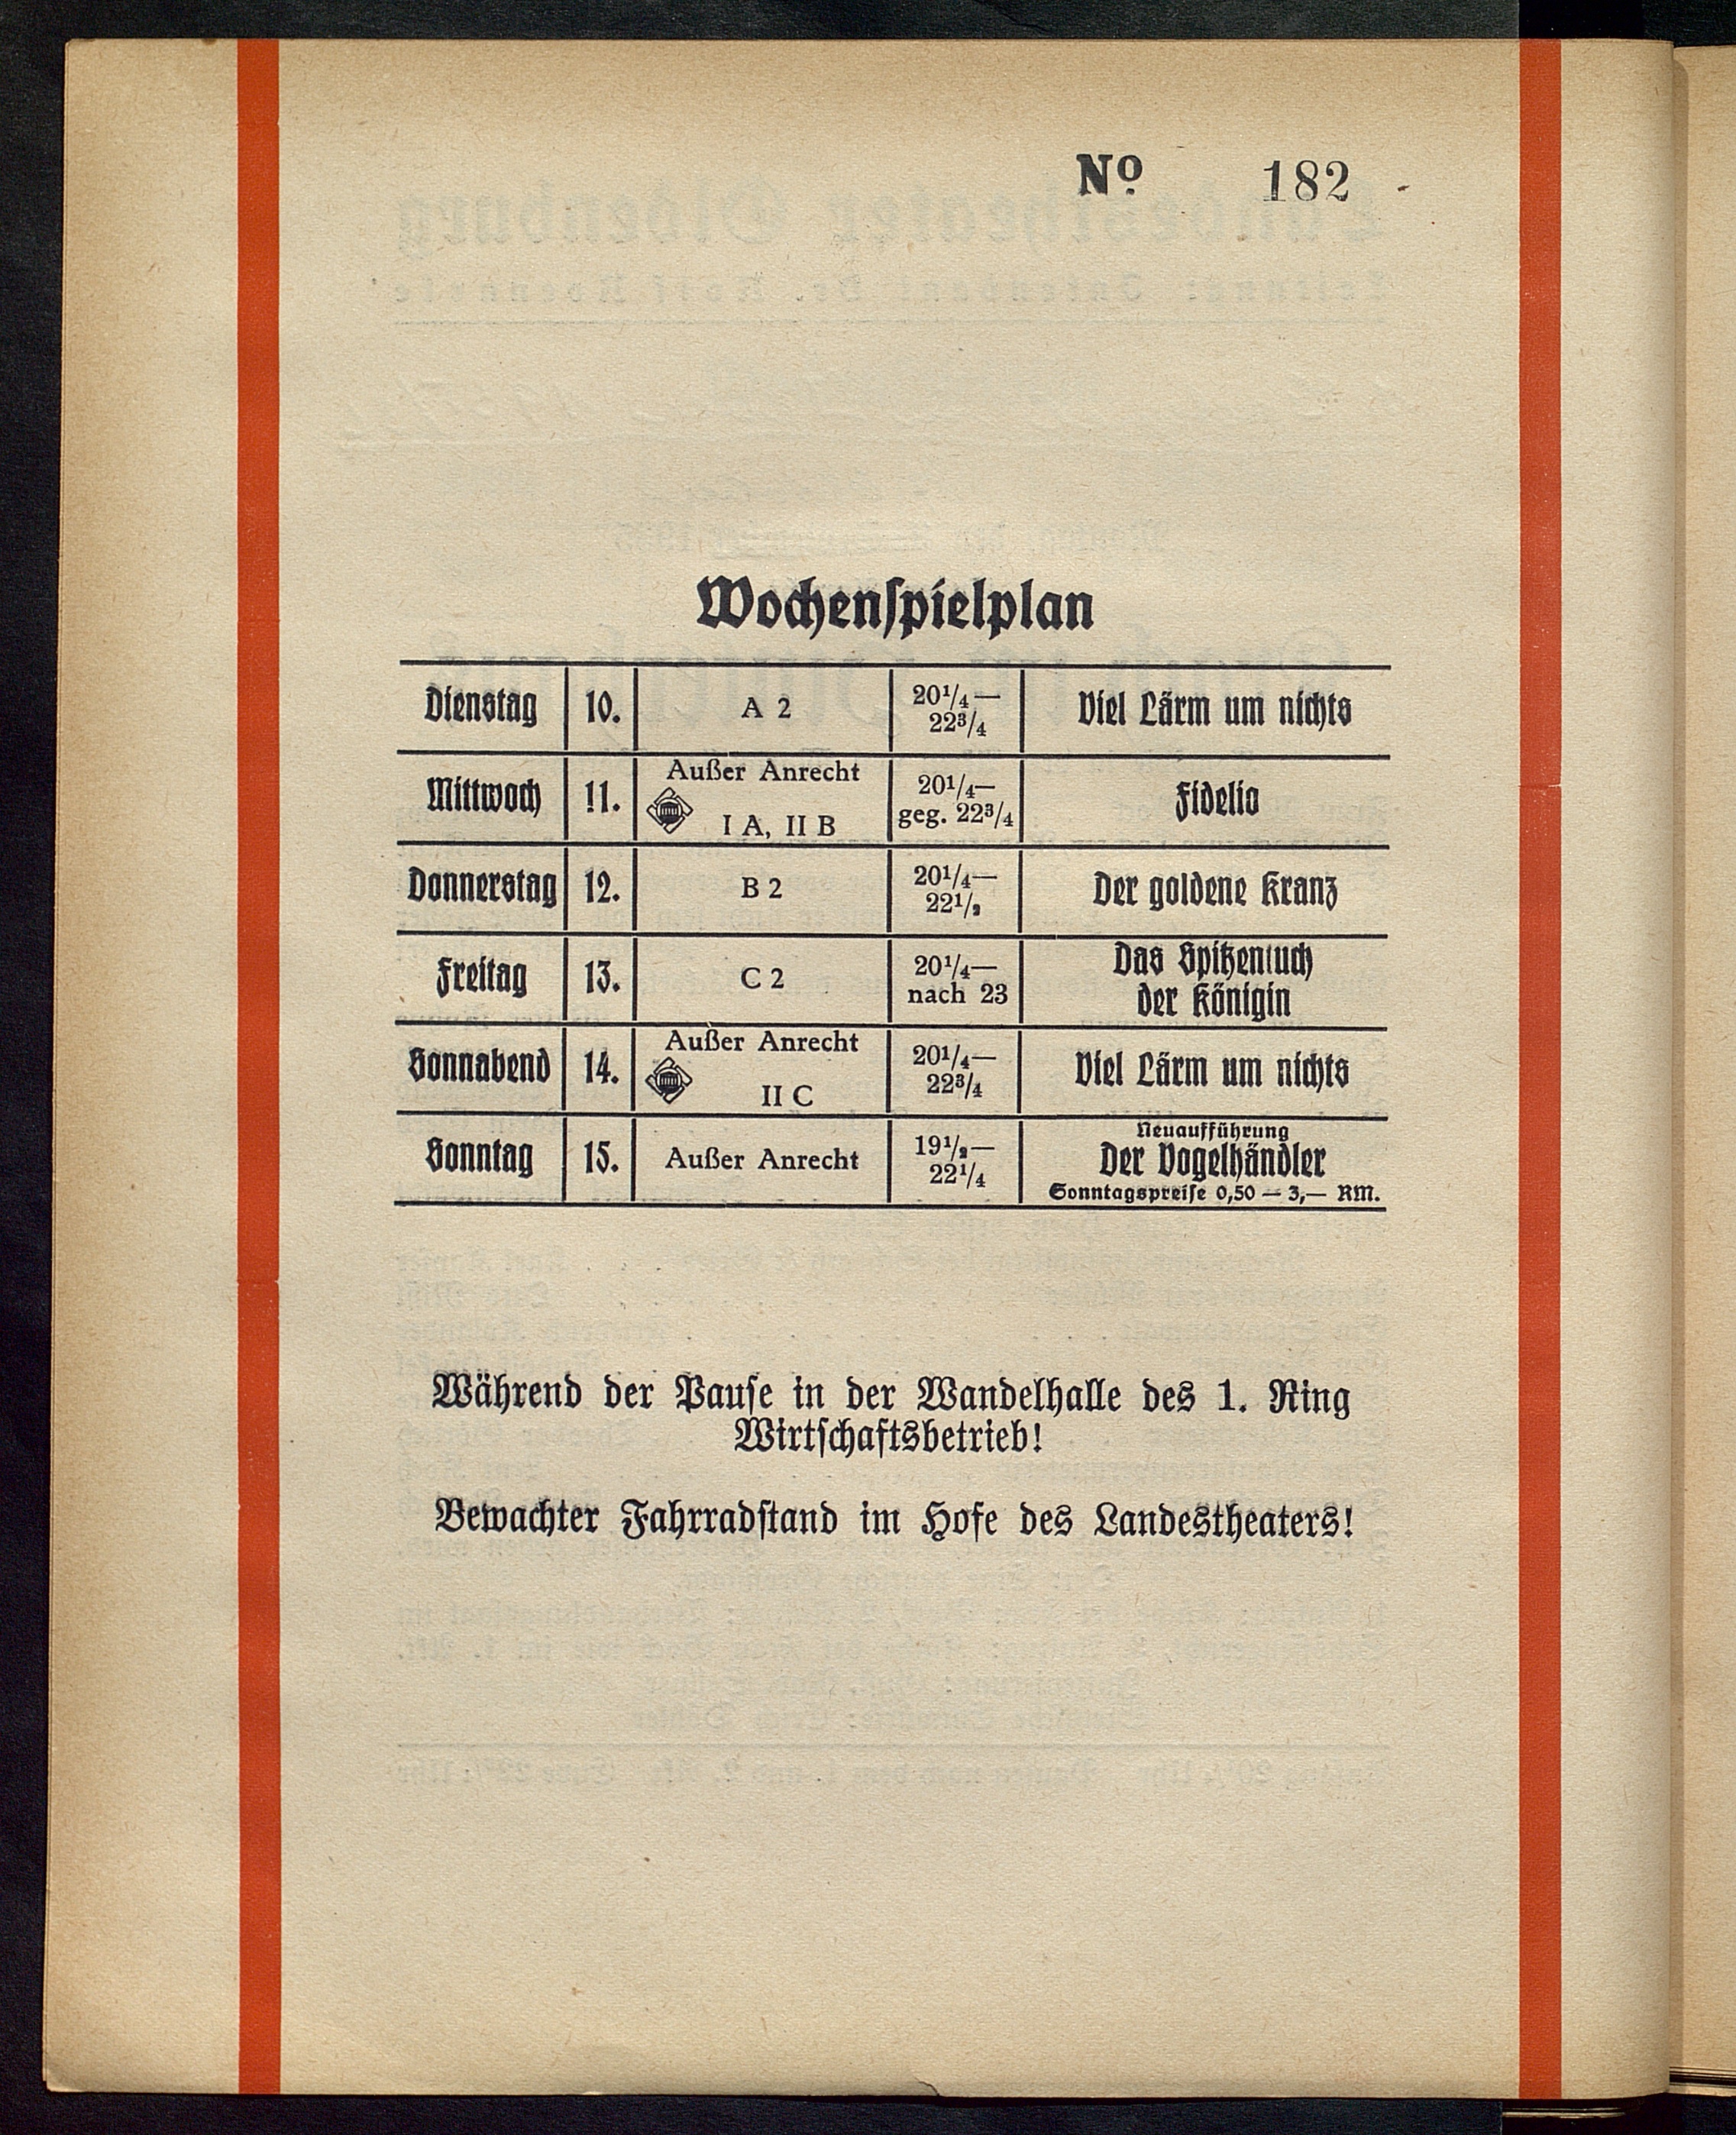 Nº 182
Wochenspielplan
Dienstag 10. A 2 20¹/₄— 22³/₄ Viel Lärm um nichts
Mittwoch 11. Außer Anrecht I A, II B 20¹/₄— geg. 22³/₄ Fidelio
Donnerstag 12. B 2 20¹/₄— 22¹/₂ Der goldene Kranz
Freitag 13. C 2 20¹/₄— nach 23 Das Spitzentuch der Königin
Sonnabend 14. Außer Anrecht II C 20¹/₄— 22³/₄ Viel Lärm um nichts
Sonntag 15. Außer Anrecht 19¹/₂— 22¹/₄ Neuaufführung Der Vogelhändler Sonntagspreise 0,50 — 3,— RM.
Während der Pause in der Wandelhalle des 1. Ring
Wirtschaftsbetrieb!
Bewachter Fahrradstand im Hofe des Landestheaters!